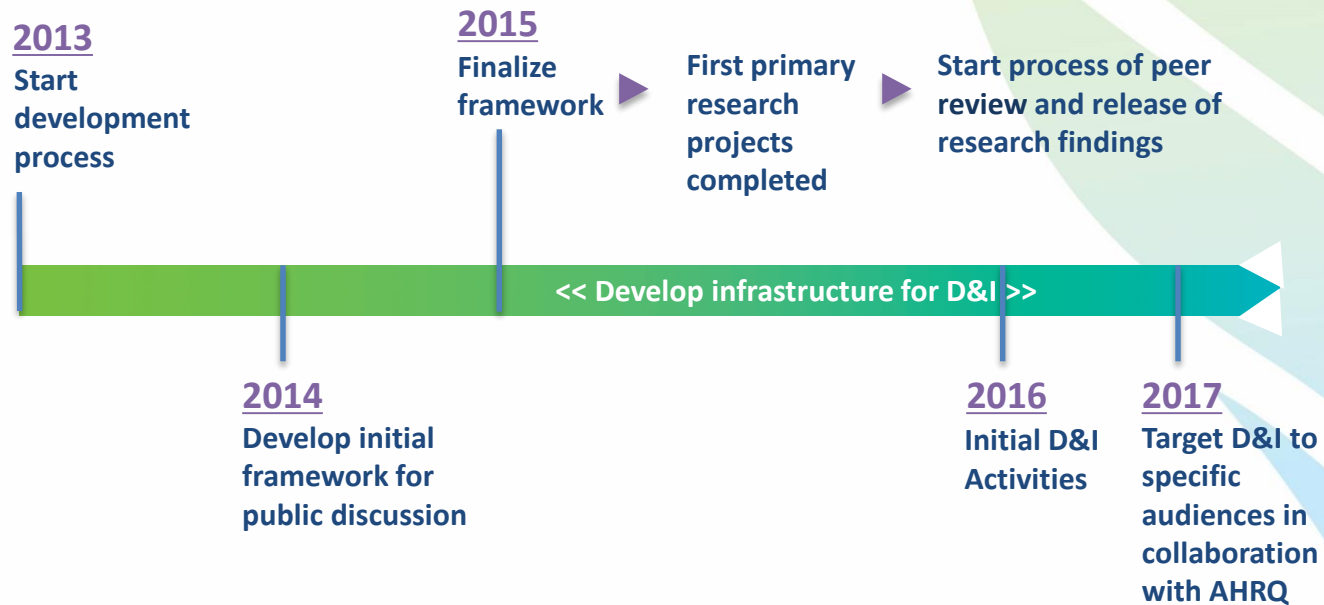 2013
Start
development
process
2015
Finalize
framework
First primary
research
projects
completed
Start process of peer
review and release of
research findings
<< Develop infrastructure for D&I >>
2014
Develop initial
framework for
public discussion
2016
Initial D&I
Activities
2017
Target D&I to
specific
audiences in
collaboration
with AHRQ